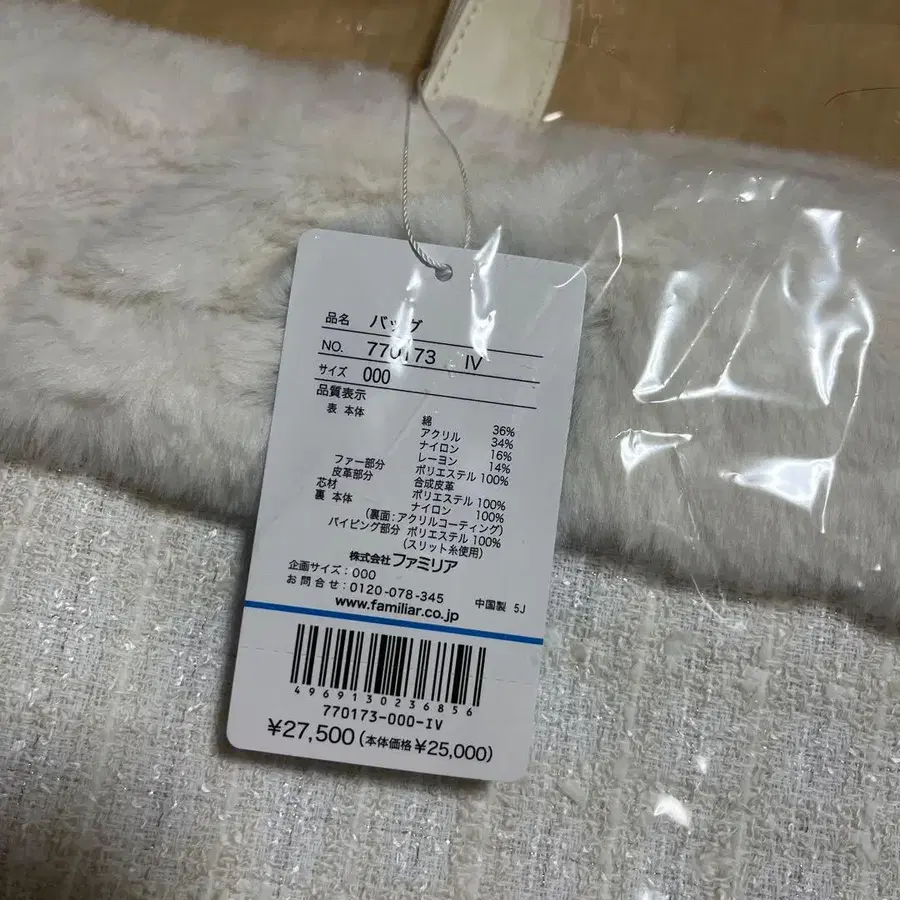 品名 バッグ
NO. 770173 IV
サイズ 000
品質表示
表 本体 綿 36%
アクリル 34%
ナイロン 16%
レーヨン 14%
ファー部分 ポリエステル 100%
皮革部分 合成皮革
芯材 ポリエステル 100%
裏 本体 ナイロン 100%
(裏面:アクリルコーティング)
パイピング部分 ポリエステル 100%
(スリット糸使用)
株式会社 ファミリア
企画サイズ:000
お問合せ:0120-078-345 中国製 5J
www.familiar.co.jp
4969130236856
770173-000-IV
¥27,500 (本体価格 ¥25,000)